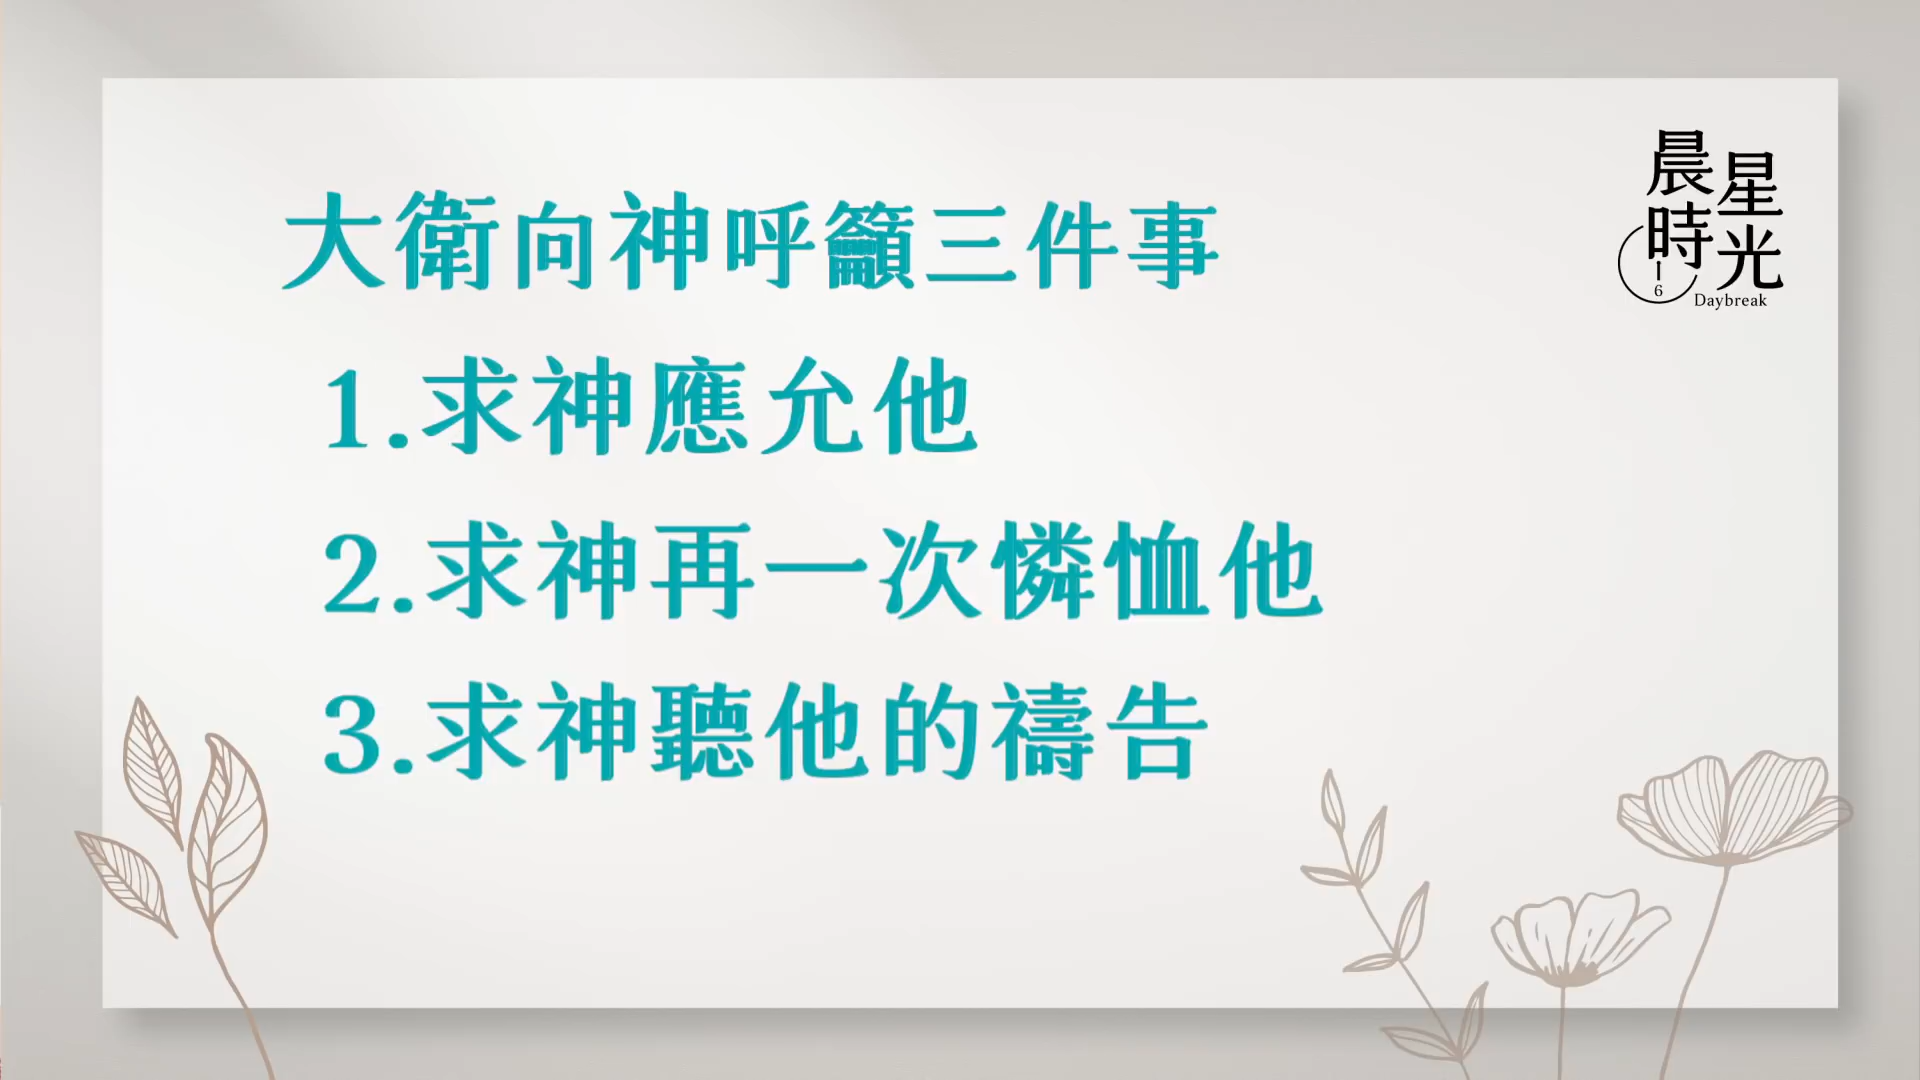 大衛向神呼籲三件事
1.求神應允他
2.求神再一次憐恤他
3.求神聽他的禱告
晨星時光
6
Daybreak